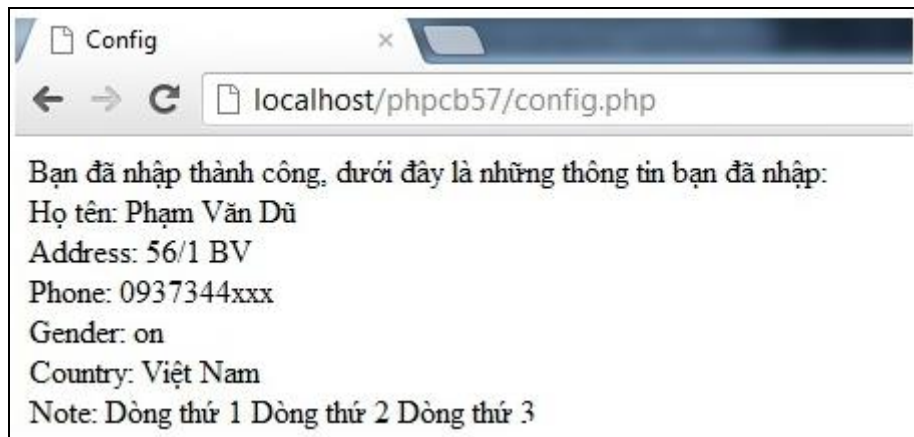 Config
localhost/phpcb57/config.php
Bạn đã nhập thành công, dưới đây là những thông tin bạn đã nhập:
Họ tên: Phạm Văn Dũ
Address: 56/1 BV
Phone: 0937344xxx
Gender: on
Country: Việt Nam
Note: Dòng thứ 1 Dòng thứ 2 Dòng thứ 3